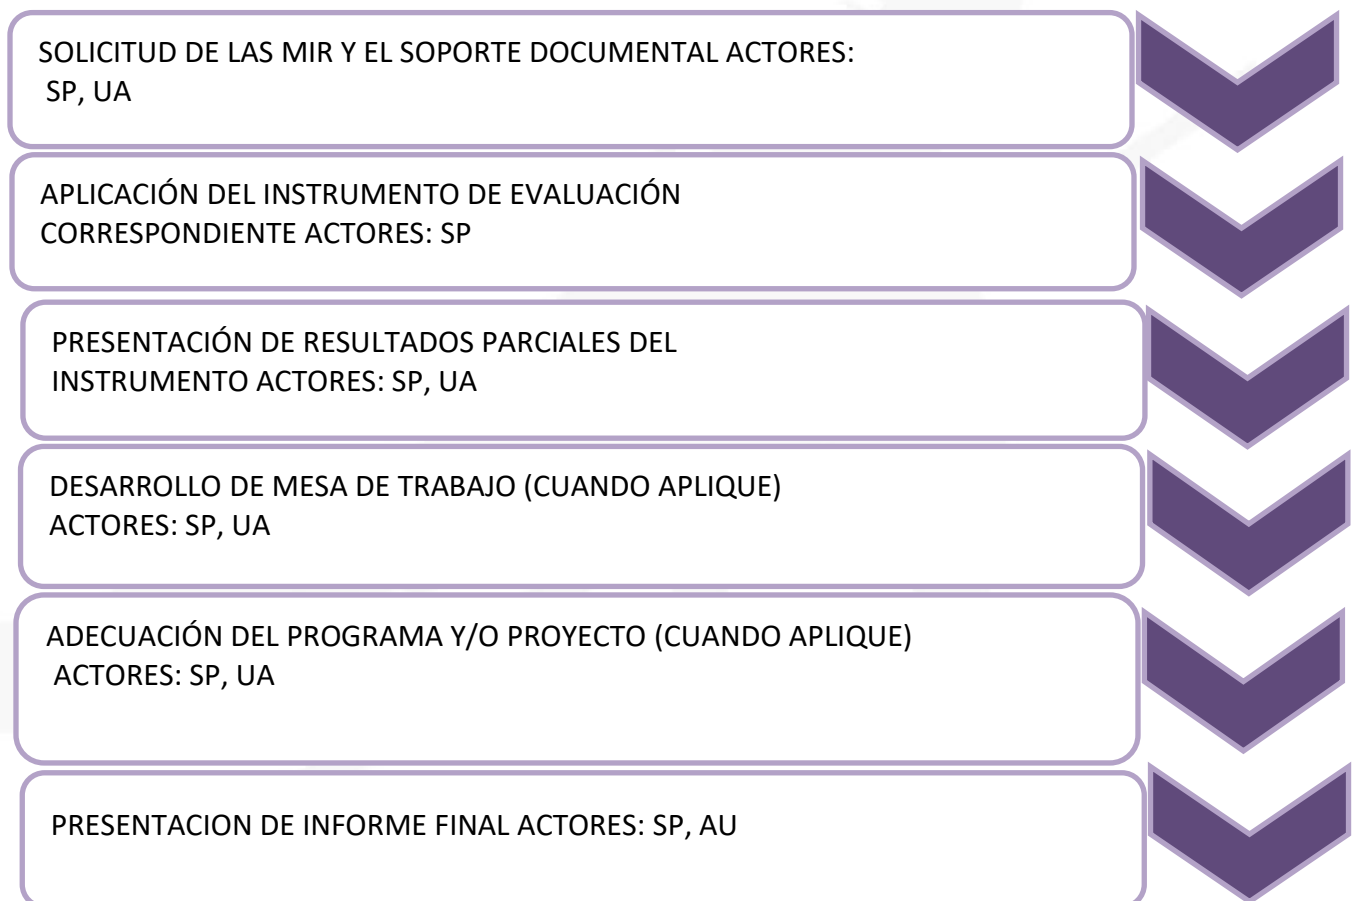 SOLICITUD DE LAS MIR Y EL SOPORTE DOCUMENTAL ACTORES:
SP, UA
APLICACIÓN DEL INSTRUMENTO DE EVALUACIÓN
CORRESPONDIENTE ACTORES: SP
PRESENTACIÓN DE RESULTADOS PARCIALES DEL
INSTRUMENTO ACTORES: SP, UA
DESARROLLO DE MESA DE TRABAJO (CUANDO APLIQUE)
ACTORES: SP, UA
ADECUACIÓN DEL PROGRAMA Y/O PROYECTO (CUANDO APLIQUE)
ACTORES: SP, UA
PRESENTACION DE INFORME FINAL ACTORES: SP, AU